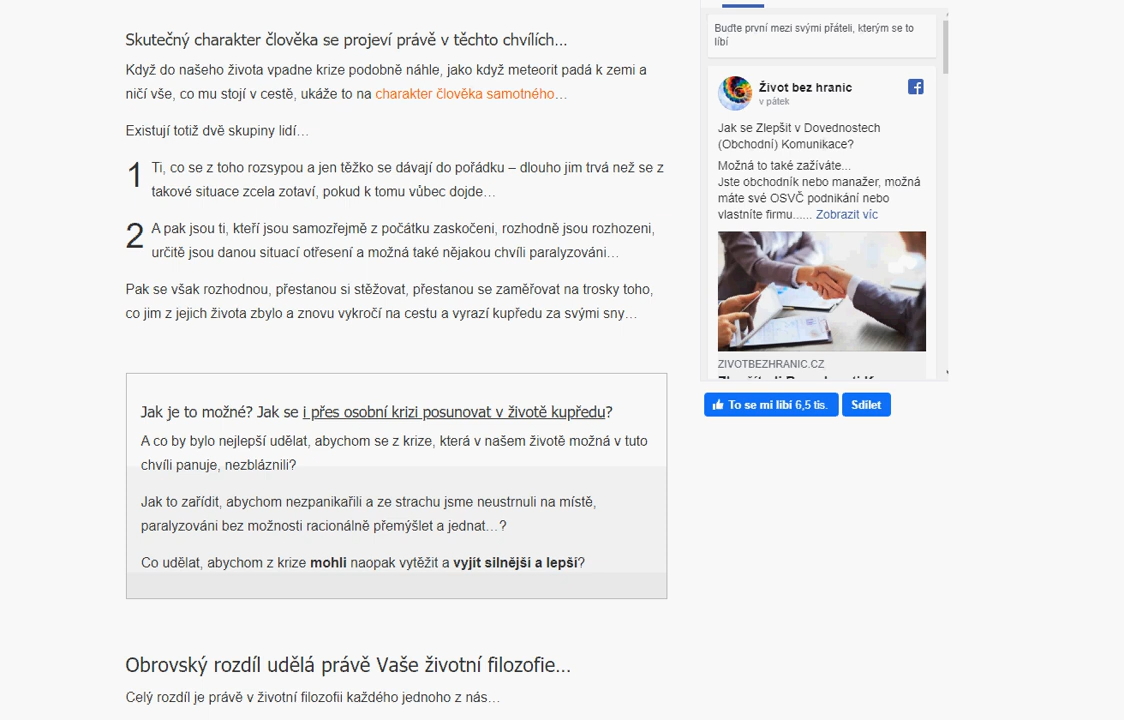 Skutečný charakter člověka se projeví právě v těchto chvílích…
Když do našeho života vpadne krize podobně náhle, jako když meteorit padá k zemi a
ničí vše, co mu stojí v cestě, ukáže to na charakter člověka samotného…
Existují totiž dvě skupiny lidí…
1 Ti, co se z toho rozsypou a jen těžko se dávají do pořádku – dlouho jim trvá než se z
takové situace zcela zotaví, pokud k tomu vůbec dojde…
2 A pak jsou ti, kteří jsou samozřejmě z počátku zaskočeni, rozhodně jsou rozhozeni,
určitě jsou danou situací otřesení a možná také nějakou chvíli paralyzováni…
Pak se však rozhodnou, přestanou si stěžovat, přestanou se zaměřovat na trosky toho,
co jim z jejich života zbylo a znovu vykročí na cestu a vyrazí kupředu za svými sny…
Jak je to možné? Jak se i přes osobní krizi posunovat v životě kupředu?
A co by bylo nejlepší udělat, abychom se z krize, která v našem životě možná v tuto
chvíli panuje, nezbláznili?
Jak to zařídit, abychom nezpanikařili a ze strachu jsme neustrnuli na místě,
paralyzováni bez možnosti racionálně přemýšlet a jednat…?
Co udělat, abychom z krize mohli naopak vytěžit a vyjít silnější a lepší?
Obrovský rozdíl udělá právě Vaše životní filozofie…
Celý rozdíl je právě v životní filozofii každého jednoho z nás…
Buďte první mezi svými přáteli, kterým se to
líbí
Život bez hranic
v pátek
Jak se Zlepšit v Dovednostech
(Obchodní) Komunikace?
Možná to také zažíváte...
Jste obchodník nebo manažer, možná
máte své OSVČ podnikání nebo
vlastníte firmu...... Zobrazit víc
ZIVOTBEZHRANIC.CZ
To se mi líbí 6,5 tis. Sdílet